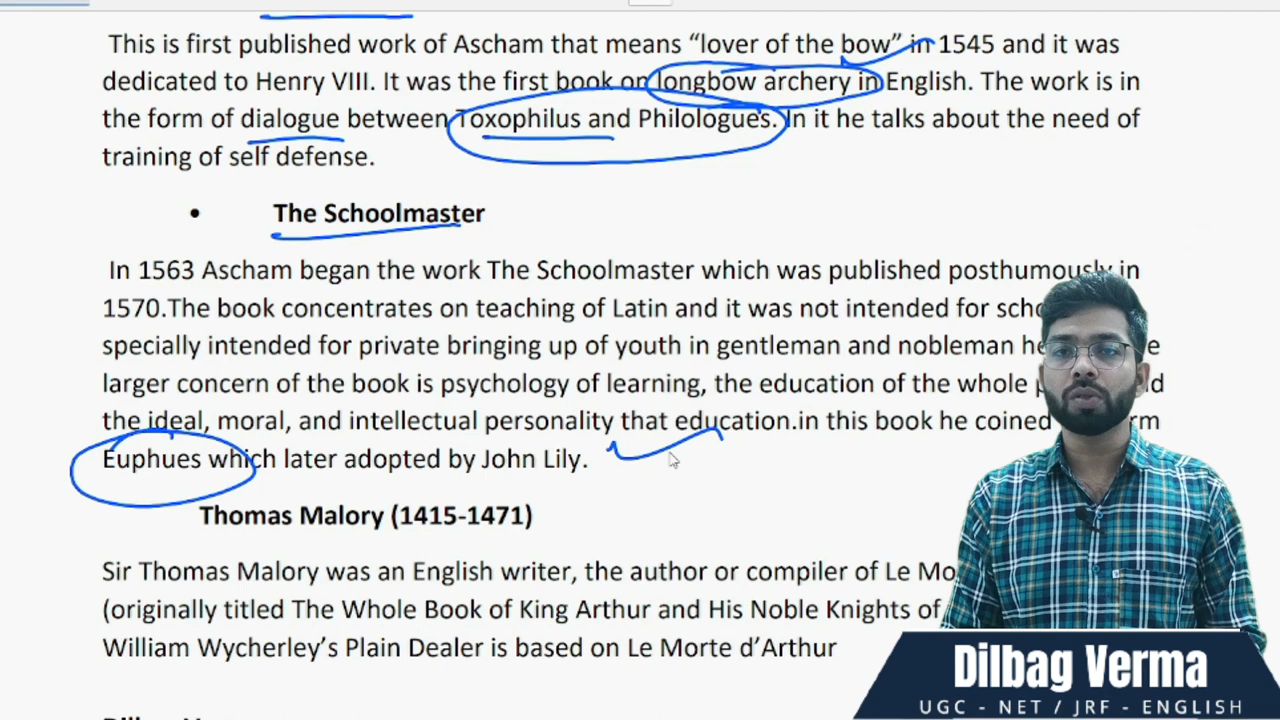 This is first published work of Ascham that means “lover of the bow” in 1545 and it was
dedicated to Henry VIII. It was the first book on longbow archery in English. The work is in
the form of dialogue between Toxophilus and Philologues. In it he talks about the need of
training of self defense.
• The Schoolmaster
In 1563 Ascham began the work The Schoolmaster which was published posthumously in
1570.The book concentrates on teaching of Latin and it was not intended for
specially intended for private bringing up of youth in gentleman and nobleman
larger concern of the book is psychology of learning, the education of the whole
the ideal, moral, and intellectual personality that education.in this book he coined
Euphues which later adopted by John Lily.
Thomas Malory (1415-1471)
Sir Thomas Malory was an English writer, the author or compiler of Le
(originally titled The Whole Book of King Arthur and His Noble Knights of
William Wycherley’s Plain Dealer is based on Le Morte d’Arthur
Dilbag Verma
UGC - NET / JRF - ENGLISH